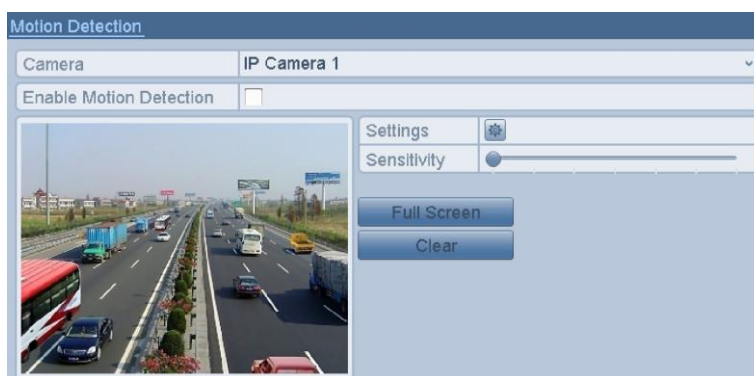 Motion Detection
Camera IP Camera 1
Enable Motion Detection
Settings
Sensitivity
Full Screen
Clear